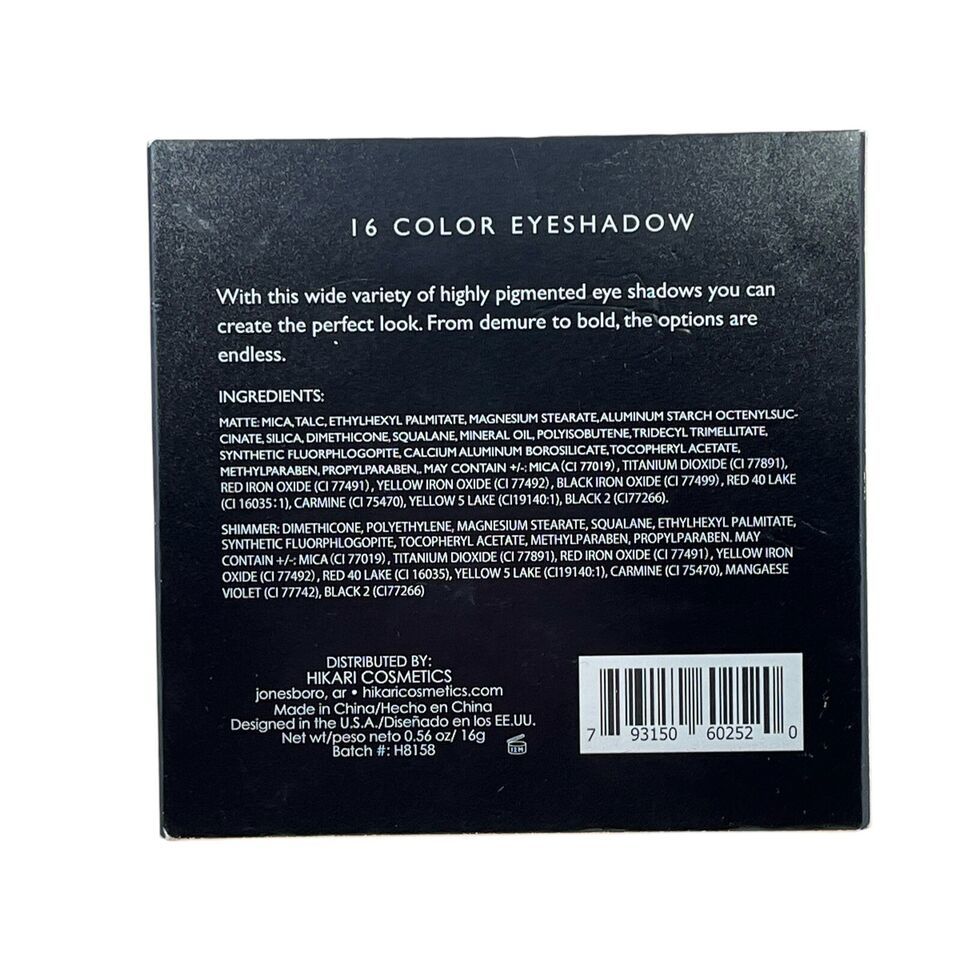 16 COLOR EYESHADOW
With this wide variety of highly pigmented eye shadows you can
create the perfect look. From demure to bold, the options are
endless.
INGREDIENTS:
MATTE: MICA, TALC, ETHYLHEXYL PALMITATE, MAGNESIUM STEARATE, ALUMINUM STARCH OCTENYLSUC-
CINATE, SILICA, DIMETHICONE, SQUALANE, MINERAL OIL, POLYISOBUTENE, TRIDECYL TRIMELLITATE,
SYNTHETIC FLUORPHLOGOPITE, CALCIUM ALUMINUM BOROSILICATE, TOCOPHERYL ACETATE,
METHYLPARABEN, PROPYLPARABEN,. MAY CONTAIN +/-: MICA (CI 77019) , TITANIUM DIOXIDE (CI 77891),
RED IRON OXIDE (CI 77491) , YELLOW IRON OXIDE (CI 77492) , BLACK IRON OXIDE (CI 77499) , RED 40 LAKE
(CI 16035:1), CARMINE (CI 75470), YELLOW 5 LAKE (CI19140:1), BLACK 2 (CI77266).
SHIMMER: DIMETHICONE, POLYETHYLENE, MAGNESIUM STEARATE, SQUALANE, ETHYLHEXYL PALMITATE,
SYNTHETIC FLUORPHLOGOPITE, TOCOPHERYL ACETATE, METHYLPARABEN, PROPYLPARABEN. MAY
CONTAIN +/-: MICA (CI 77019) , TITANIUM DIOXIDE (CI 77891), RED IRON OXIDE (CI 77491) , YELLOW IRON
OXIDE (CI 77492) , RED 40 LAKE (CI 16035), YELLOW 5 LAKE (CI19140:1), CARMINE (CI 75470), MANGAESE
VIOLET (CI 77742), BLACK 2 (CI77266)
DISTRIBUTED BY:
HIKARI COSMETICS
jonesboro, ar • hikaricosmetics.com
Made in China/Hecho en China
Designed in the U.S.A./Diseñado en los EE.UU.
Net wt/peso neto 0.56 oz/ 16g
Batch #: H8158
12M
7 93150 60252 0